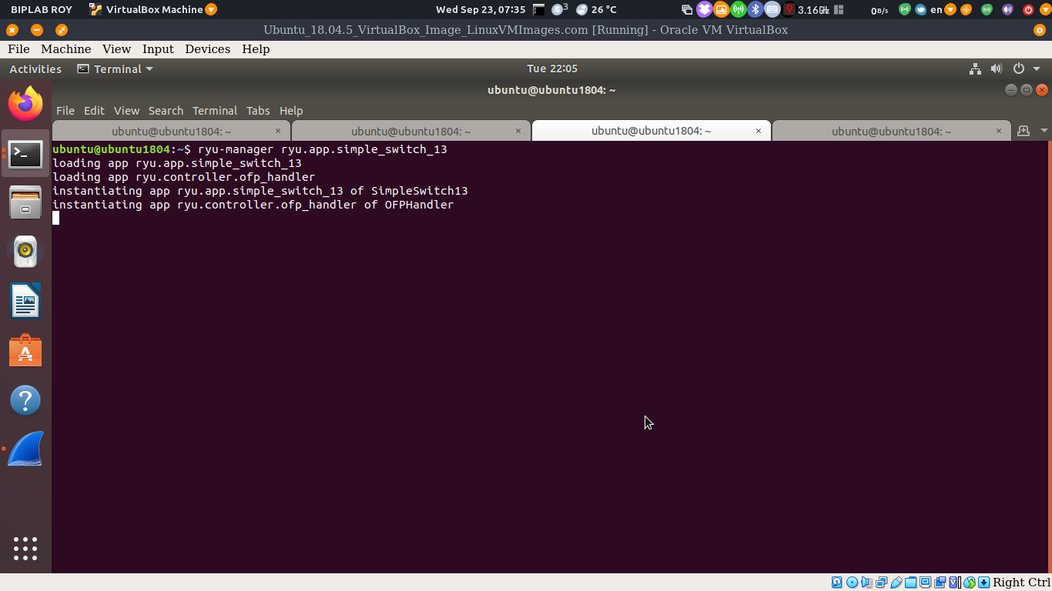 BIPLAB ROY VirtualBox Machine Wed Sep 23, 07:35 3 26 °C 3.16GHz 0B/s en
Ubuntu_18.04.5_VirtualBox_Image_LinuxVMImages.com [Running] - Oracle VM VirtualBox
File Machine View Input Devices Help
Activities Terminal Tue 22:05
ubuntu@ubuntu1804: ~
File Edit View Search Terminal Tabs Help
ubuntu@ubuntu1804: ~ × ubuntu@ubuntu1804: ~ × ubuntu@ubuntu1804: ~ × ubuntu@ubuntu1804: ~ ×
ubuntu@ubuntu1804:~$ ryu-manager ryu.app.simple_switch_13
loading app ryu.app.simple_switch_13
loading app ryu.controller.ofp_handler
instantiating app ryu.app.simple_switch_13 of SimpleSwitch13
instantiating app ryu.controller.ofp_handler of OFPHandler
Right Ctrl